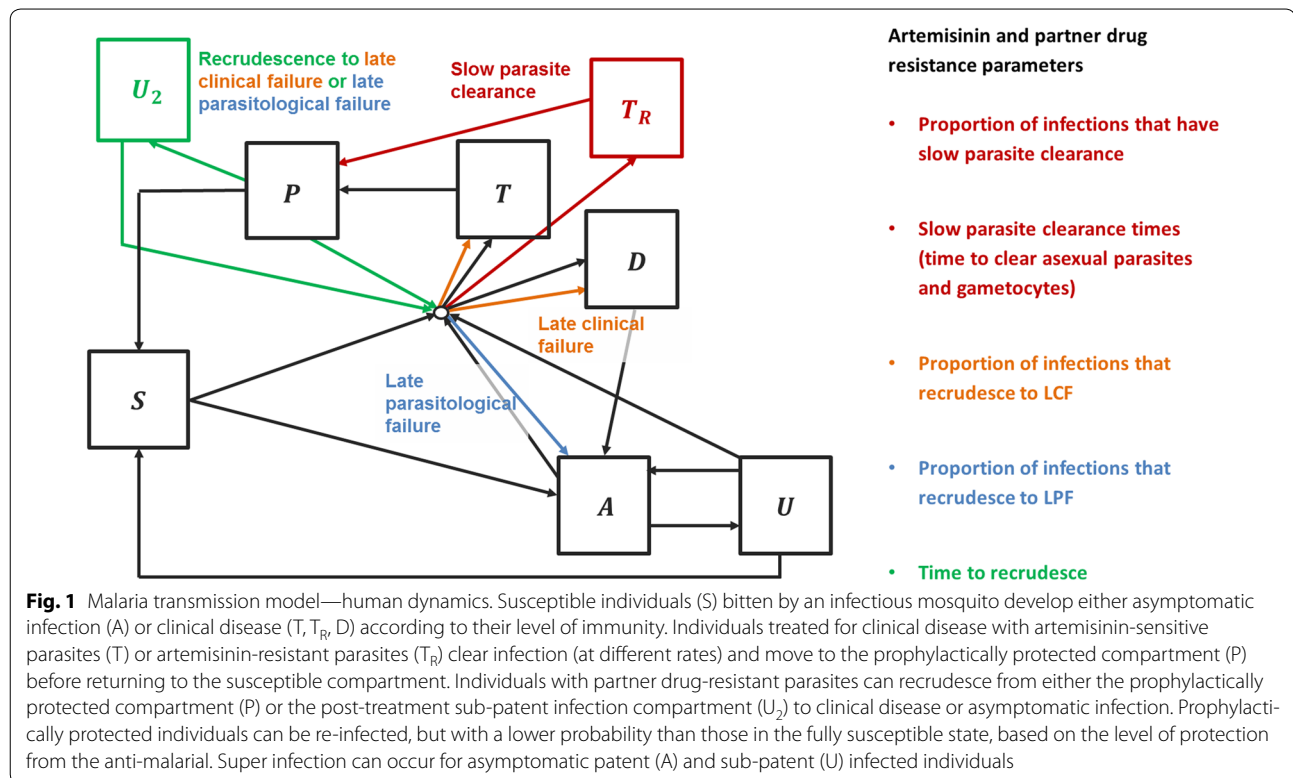 U₂
Recrudescence to late
clinical failure or late
parasitological failure
Slow parasite
clearance
T_R
P
T
D
Late clinical
failure
S
Late
parasitological
failure
A
U
Artemisinin and partner drug
resistance parameters
• Proportion of infections that have
slow parasite clearance
• Slow parasite clearance times
(time to clear asexual parasites
and gametocytes)
• Proportion of infections that
recrudesce to LCF
• Proportion of infections that
recrudesce to LPF
• Time to recrudesce
Fig. 1 Malaria transmission model—human dynamics. Susceptible individuals (S) bitten by an infectious mosquito develop either asymptomatic
infection (A) or clinical disease (T, T_R, D) according to their level of immunity. Individuals treated for clinical disease with artemisinin-sensitive
parasites (T) or artemisinin-resistant parasites (T_R) clear infection (at different rates) and move to the prophylactically protected compartment (P)
before returning to the susceptible compartment. Individuals with partner drug-resistant parasites can recrudesce from either the prophylactically
protected compartment (P) or the post-treatment sub-patent infection compartment (U₂) to clinical disease or asymptomatic infection. Prophylacti-
cally protected individuals can be re-infected, but with a lower probability than those in the fully susceptible state, based on the level of protection
from the anti-malarial. Super infection can occur for asymptomatic patent (A) and sub-patent (U) infected individuals